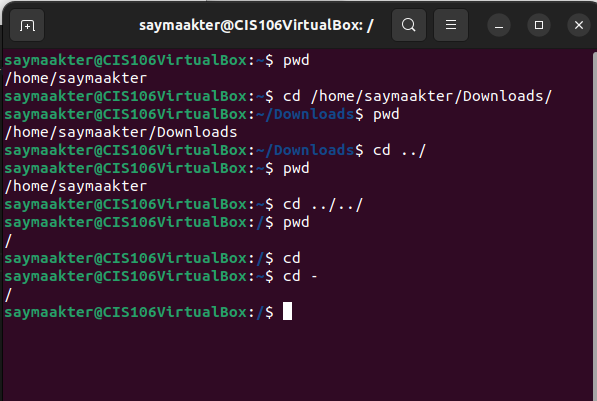 saymaakter@CIS106VirtualBox: /
saymaakter@CIS106VirtualBox:~$ pwd
/home/saymaakter
saymaakter@CIS106VirtualBox:~$ cd /home/saymaakter/Downloads/
saymaakter@CIS106VirtualBox:~/Downloads$ pwd
/home/saymaakter/Downloads
saymaakter@CIS106VirtualBox:~/Downloads$ cd ../
saymaakter@CIS106VirtualBox:~$ pwd
/home/saymaakter
saymaakter@CIS106VirtualBox:~$ cd ../../
saymaakter@CIS106VirtualBox:/$ pwd
/
saymaakter@CIS106VirtualBox:/$ cd
saymaakter@CIS106VirtualBox:~$ cd -
/
saymaakter@CIS106VirtualBox:/$